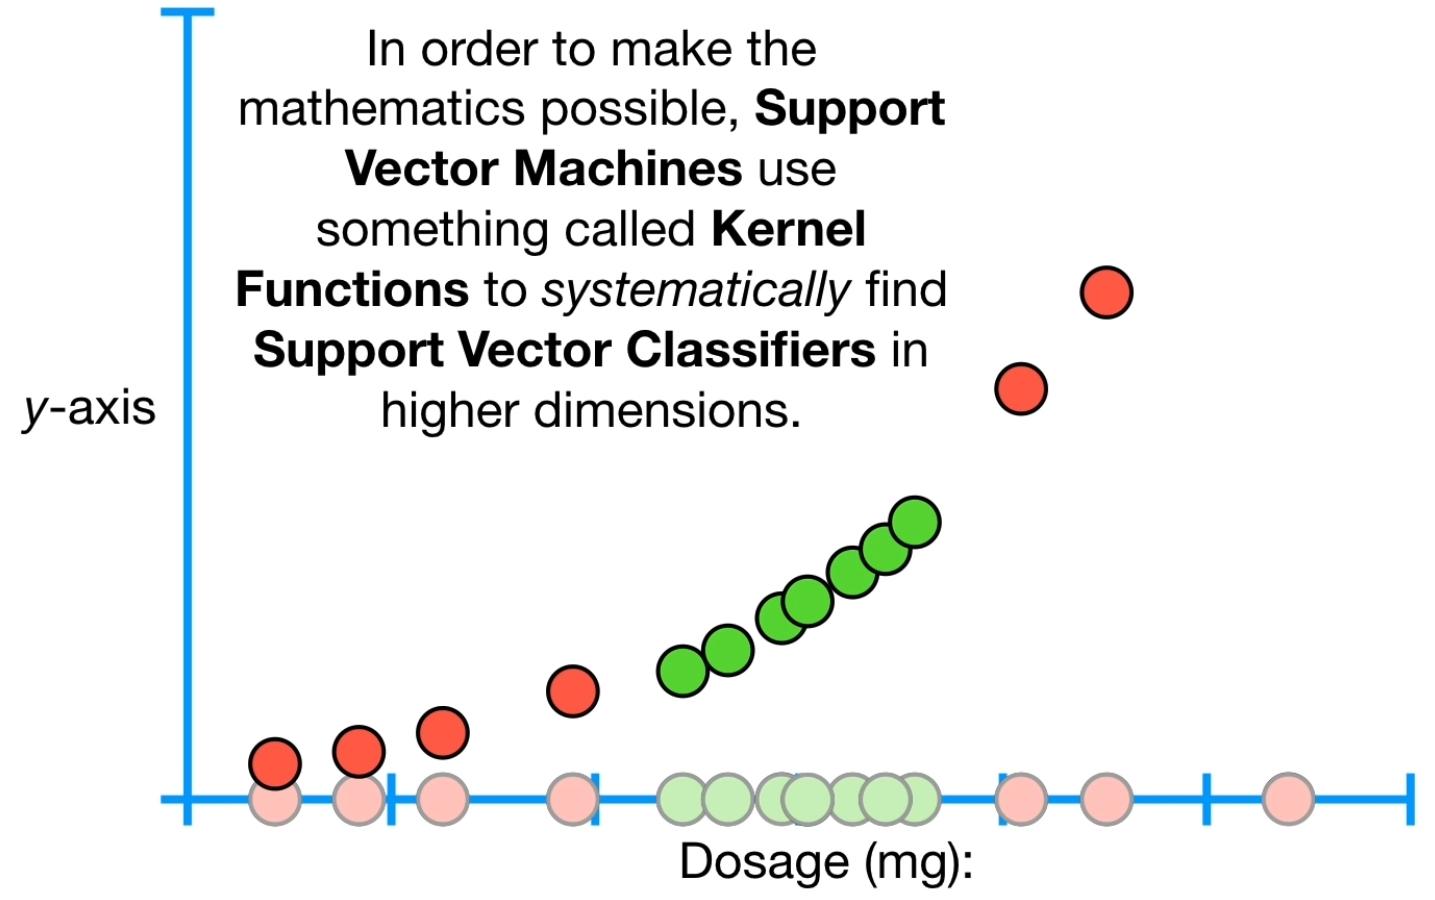 In order to make the
mathematics possible, Support
Vector Machines use
something called Kernel
Functions to systematically find
Support Vector Classifiers in
higher dimensions.
y-axis
Dosage (mg):